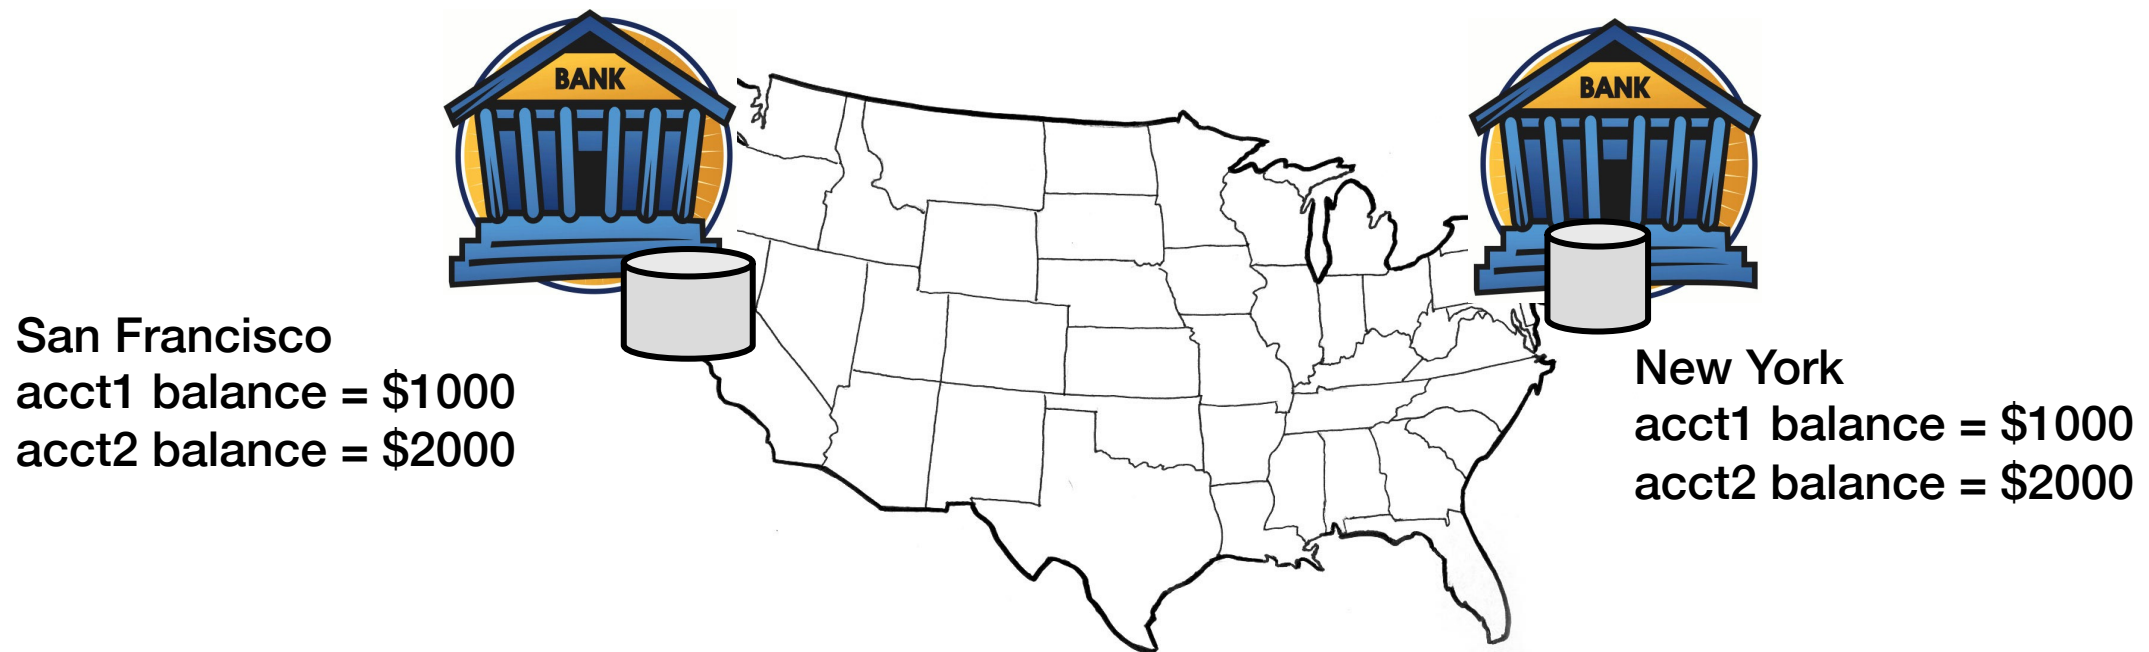 BANK
BANK
San Francisco
acct1 balance = $1000
acct2 balance = $2000
New York
acct1 balance = $1000
acct2 balance = $2000